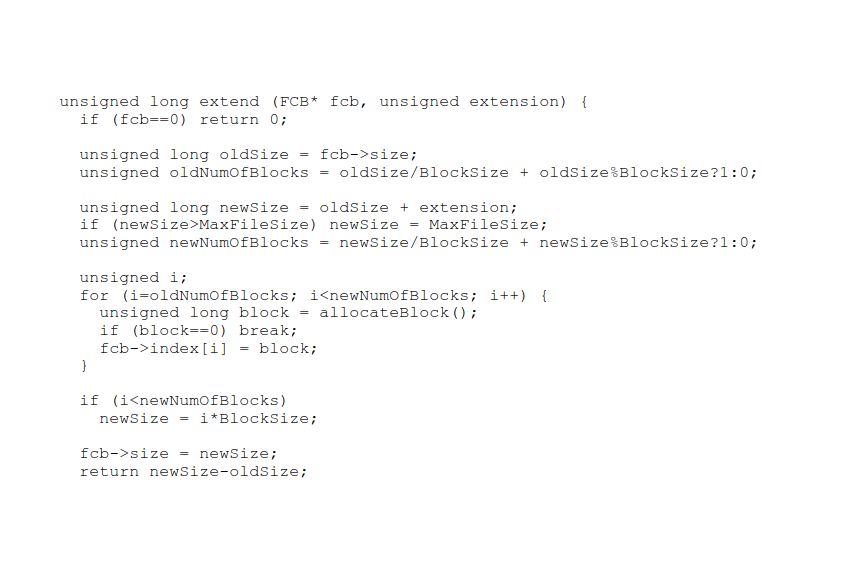 unsigned long extend (FCB* fcb, unsigned extension) {
if (fcb==0) return 0;
unsigned long oldSize = fcb->size;
unsigned oldNumOfBlocks = oldSize/BlockSize + oldSize%BlockSize?1:0;
unsigned long newSize = oldSize + extension;
if (newSize>MaxFileSize) newSize = MaxFileSize;
unsigned newNumOfBlocks = newSize/BlockSize + newSize%BlockSize?1:0;
unsigned i;
for (i=oldNumOfBlocks; i<newNumOfBlocks; i++) {
unsigned long block = allocateBlock();
if (block==0) break;
fcb->index[i] = block;
}
if (i<newNumOfBlocks)
newSize = i*BlockSize;
fcb->size = newSize;
return newSize-oldSize;